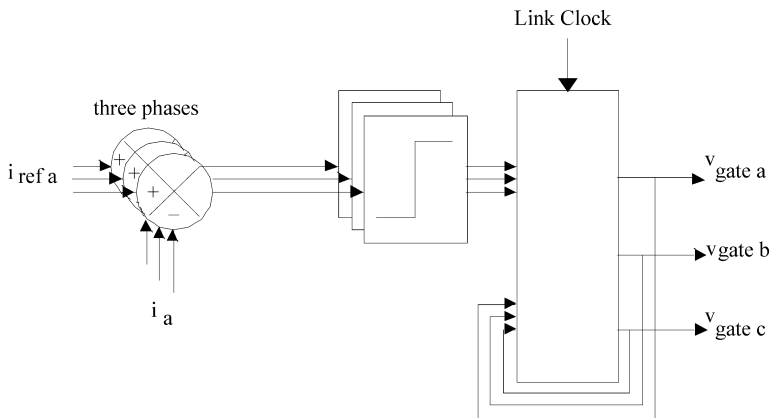 Link Clock
three phases
i ref a
+
+
+
−
i a
v gate a
v gate b
v gate c